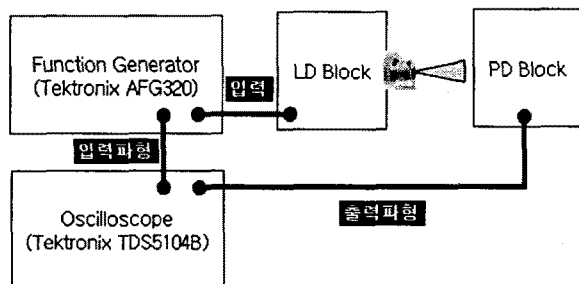 Function Generator
(Tektronix AFG320)
입력
LD Block
PD Block
입력파형
Oscilloscope
(Tektronix TDS5104B)
출력파형